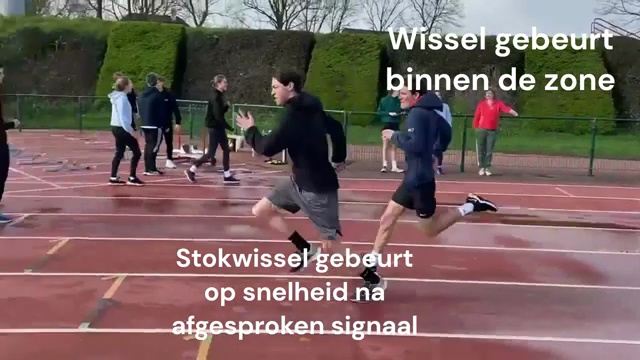 Wissel gebeurt
binnen de zone
Stokwissel gebeurt
op snelheid na
afgesproken signaal